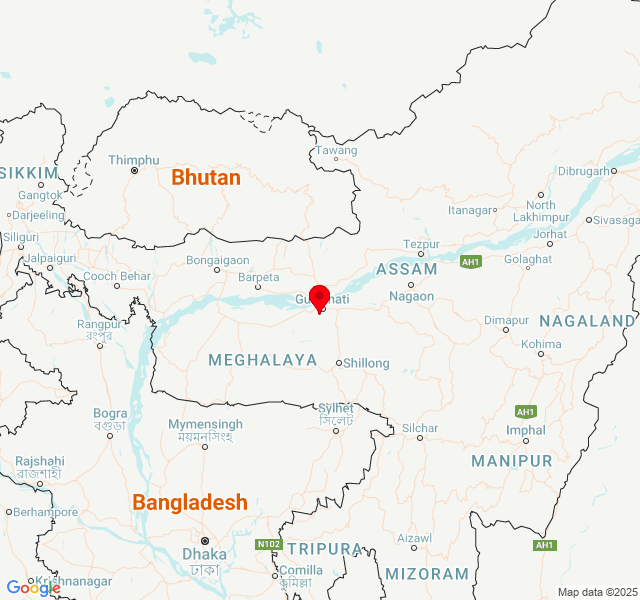 Tawang
Thimphu
Bhutan
Dibrugarh
SIKKIM
Gangtok
Itanagar
North
Lakhimpur
Darjeeling
Sivasagar
Siliguri
Jorhat
Tezpur
Jalpaiguri
Bongaigaon
ASSAM
AH1
Golaghat
Cooch Behar
Barpeta
Nagaon
Rangpur
রংপুর
Dimapur
NAGALAND
Kohima
MEGHALAYA
Shillong
Bogra
বগুড়া
Mymensingh
ময়মনসিংহ
Sylhet
সিলেট
Silchar
AH1
Imphal
Rajshahi
রাজশাহী
MANIPUR
Berhampore
Bangladesh
Dhaka
ঢাকা
N102
TRIPURA
Aizawl
AH1
Comilla
কুমিল্লা
MIZORAM
Google
Krishnanagar
Map data ©2025